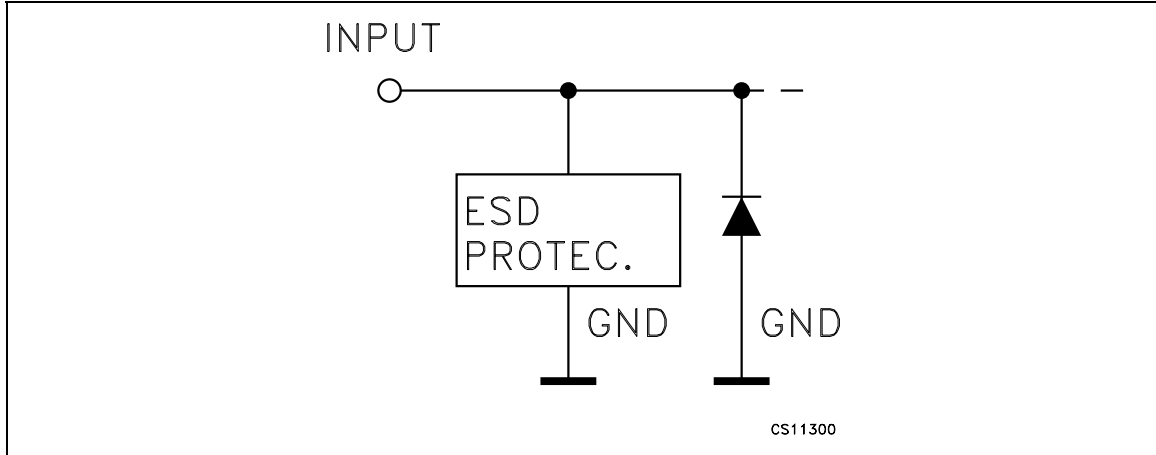 INPUT
ESD
PROTEC.
GND
GND
CS11300